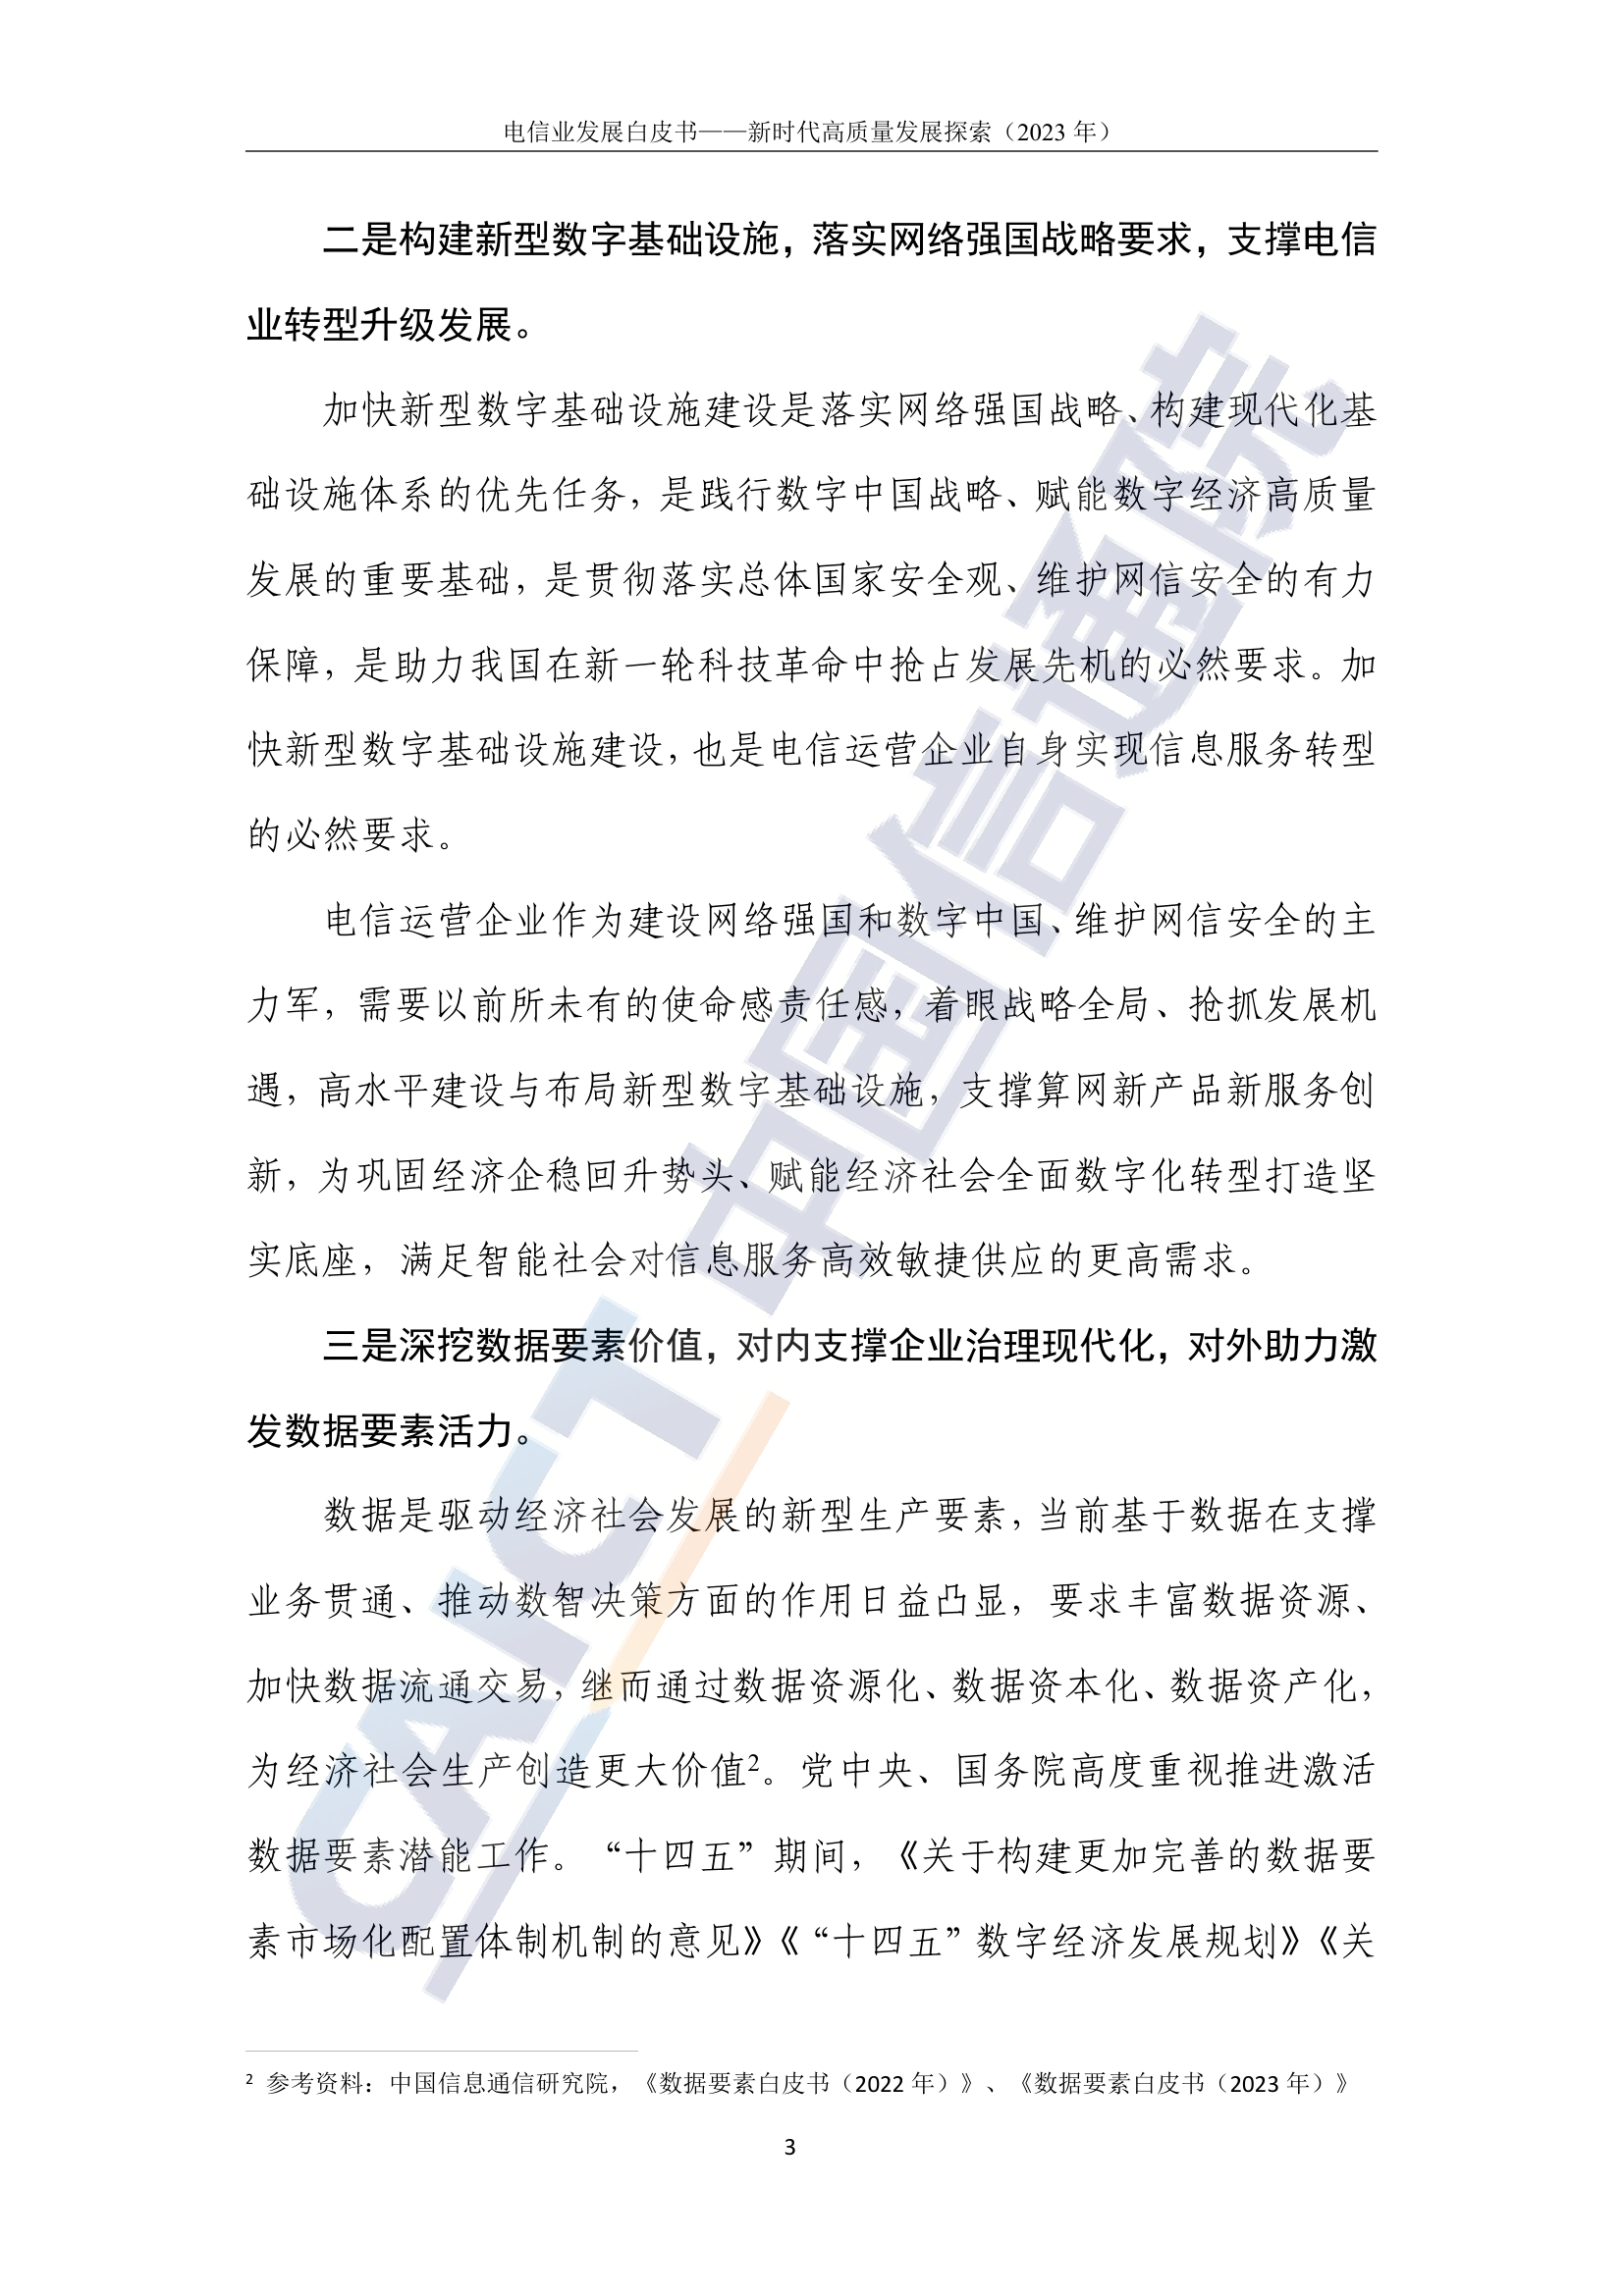 电信业发展白皮书——新时代高质量发展探索（2023 年）
二是构建新型数字基础设施，落实网络强国战略要求，支撑电信
业转型升级发展。
加快新型数字基础设施建设是落实网络强国战略、构建现代化基
础设施体系的优先任务，是践行数字中国战略、赋能数字经济高质量
发展的重要基础，是贯彻落实总体国家安全观、维护网信安全的有力
保障，是助力我国在新一轮科技革命中抢占发展先机的必然要求。加
快新型数字基础设施建设，也是电信运营企业自身实现信息服务转型
的必然要求。
电信运营企业作为建设网络强国和数字中国、维护网信安全的主
力军，需要以前所未有的使命感责任感，着眼战略全局、抢抓发展机
遇，高水平建设与布局新型数字基础设施，支撑算网新产品新服务创
新，为巩固经济企稳回升势头、赋能经济社会全面数字化转型打造坚
实底座，满足智能社会对信息服务高效敏捷供应的更高需求。
三是深挖数据要素价值，对内支撑企业治理现代化，对外助力激
发数据要素活力。
数据是驱动经济社会发展的新型生产要素，当前基于数据在支撑
业务贯通、推动数智决策方面的作用日益凸显，要求丰富数据资源、
加快数据流通交易，继而通过数据资源化、数据资本化、数据资产化，
为经济社会生产创造更大价值2。党中央、国务院高度重视推进激活
数据要素潜能工作。“十四五”期间，《关于构建更加完善的数据要
素市场化配置体制机制的意见》《“十四五”数字经济发展规划》《关
2 参考资料：中国信息通信研究院，《数据要素白皮书（2022 年）》、《数据要素白皮书（2023 年）》
3
CAICT 中国信通院